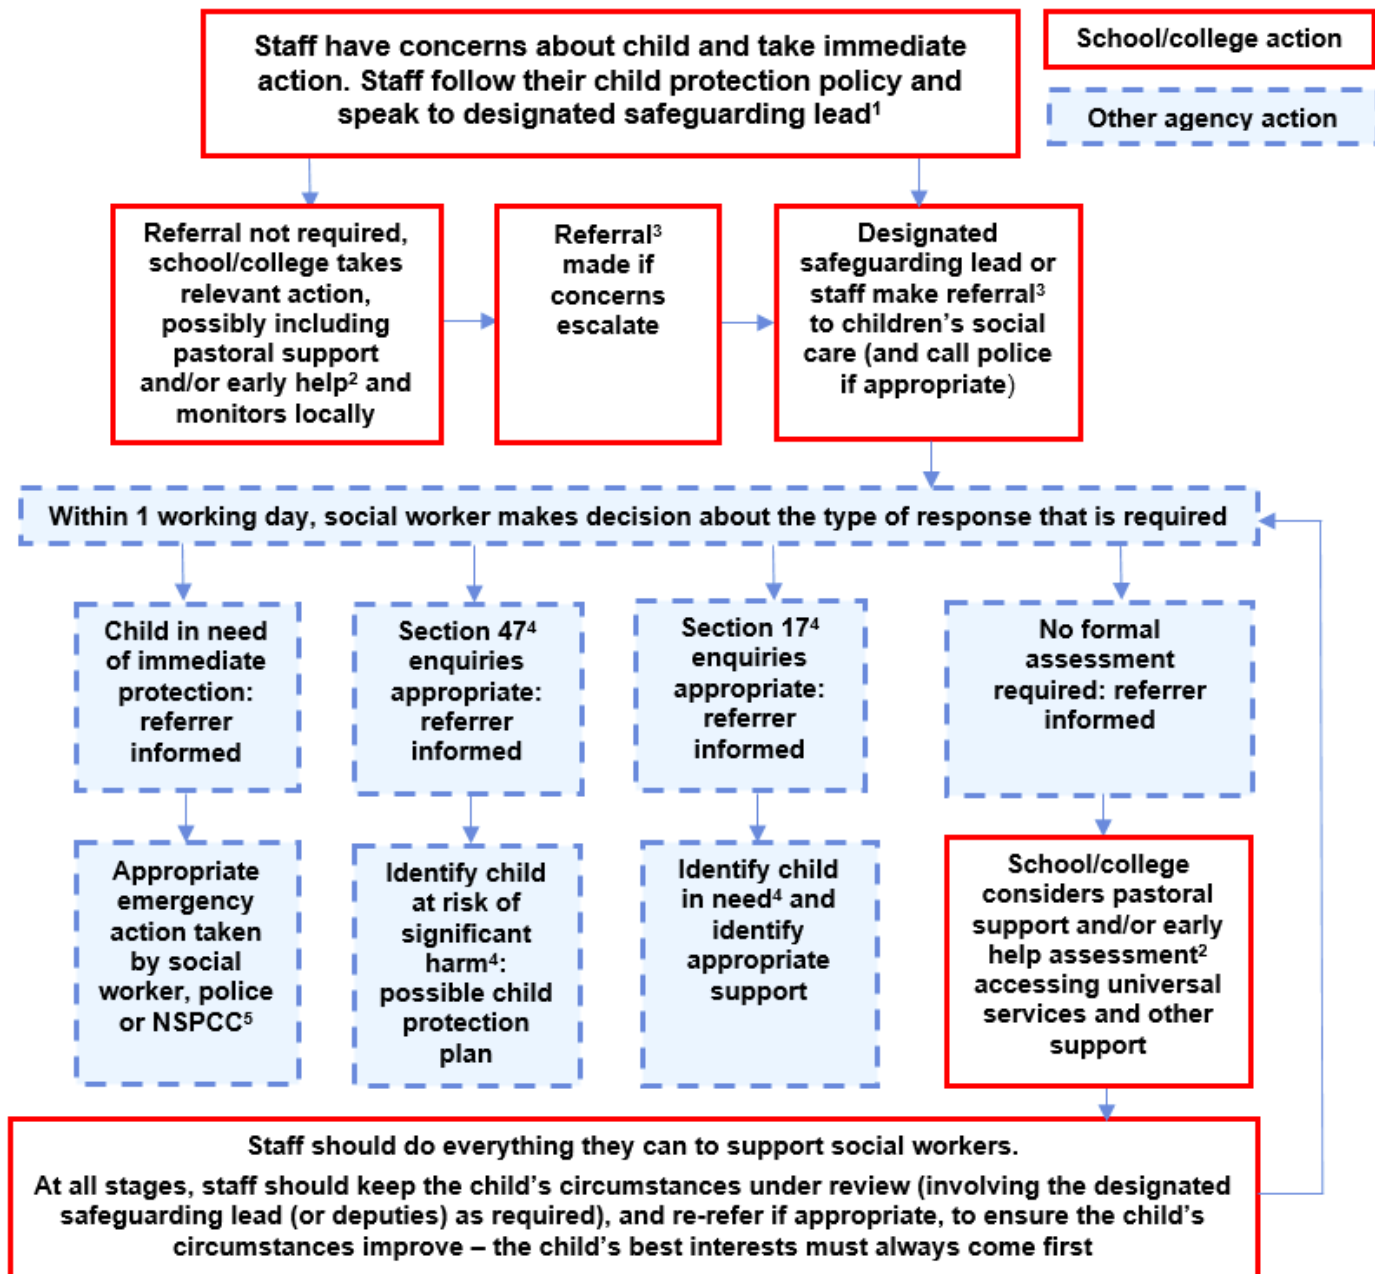 Staff have concerns about child and take immediate
action. Staff follow their child protection policy and
speak to designated safeguarding lead¹
School/college action
Other agency action
Referral not required,
school/college takes
relevant action,
possibly including
pastoral support
and/or early help² and
monitors locally
Referral³
made if
concerns
escalate
Designated
safeguarding lead or
staff make referral³
to children’s social
care (and call police
if appropriate)
Within 1 working day, social worker makes decision about the type of response that is required
Child in need
of immediate
protection:
referrer
informed
Section 47⁴
enquiries
appropriate:
referrer
informed
Section 17⁴
enquiries
appropriate:
referrer
informed
No formal
assessment
required: referrer
informed
Appropriate
emergency
action taken
by social
worker, police
or NSPCC⁵
Identify child
at risk of
significant
harm⁴:
possible child
protection
plan
Identify child
in need⁴ and
identify
appropriate
support
School/college
considers pastoral
support and/or early
help assessment²
accessing universal
services and other
support
Staff should do everything they can to support social workers.
At all stages, staff should keep the child’s circumstances under review (involving the designated
safeguarding lead (or deputies) as required), and re-refer if appropriate, to ensure the child’s
circumstances improve – the child’s best interests must always come first